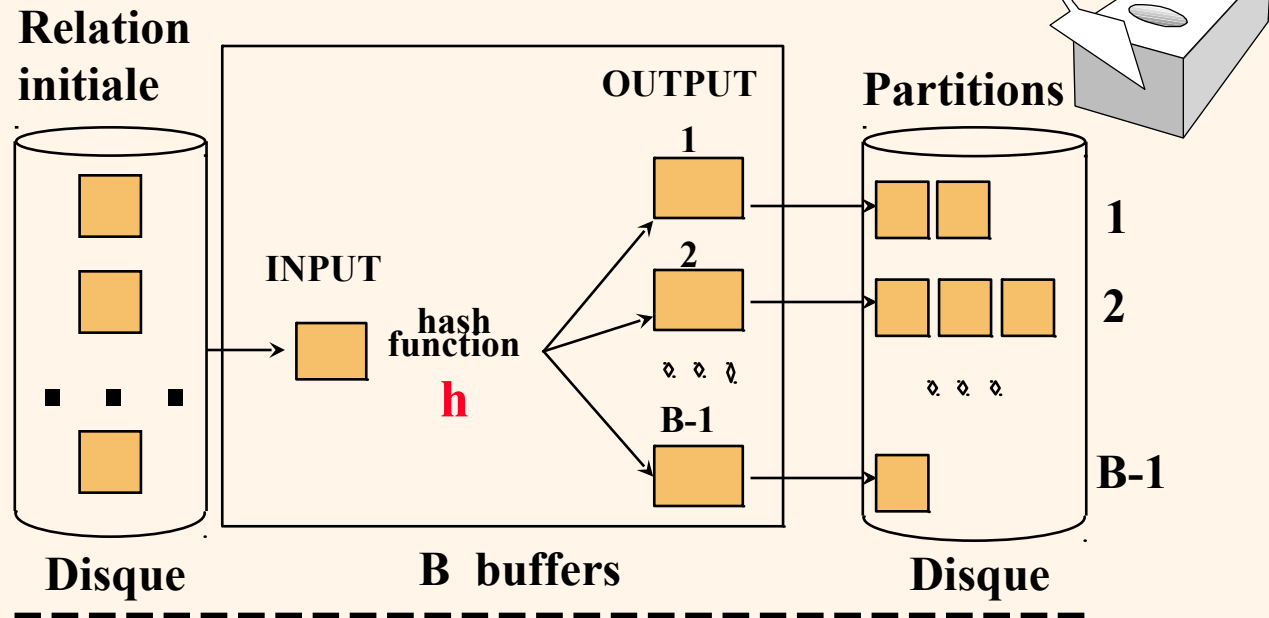 Relation
initiale
OUTPUT
Partitions
1
1
INPUT
2
2
hash
function
h
B-1
B-1
Disque
B buffers
Disque